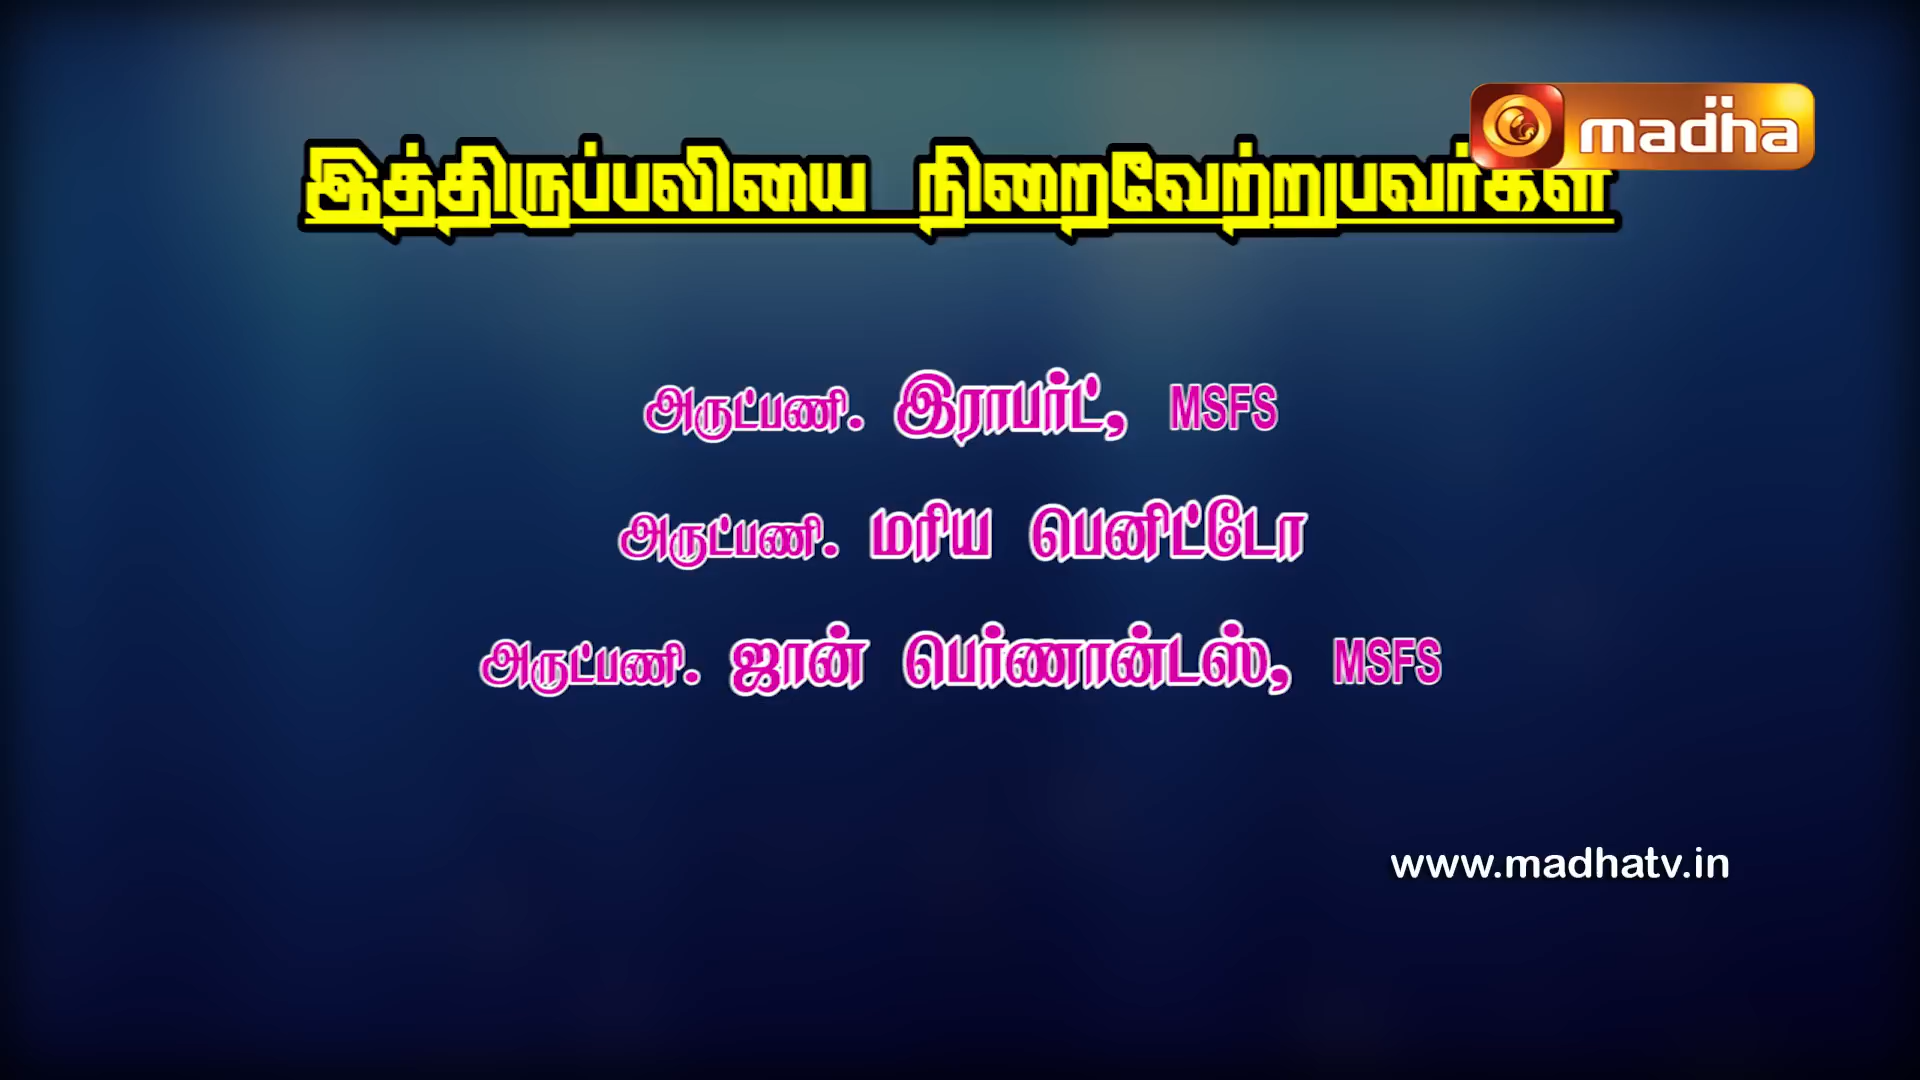 madha
இத்திருப்பலியை நிறைவேற்றுபவர்கள்
அருட்பணி. இராபர்ட், MSFS
அருட்பணி. மரிய பெனிட்டோ
அருட்பணி. ஜான் பெர்ணான்டஸ், MSFS
www.madhatv.in